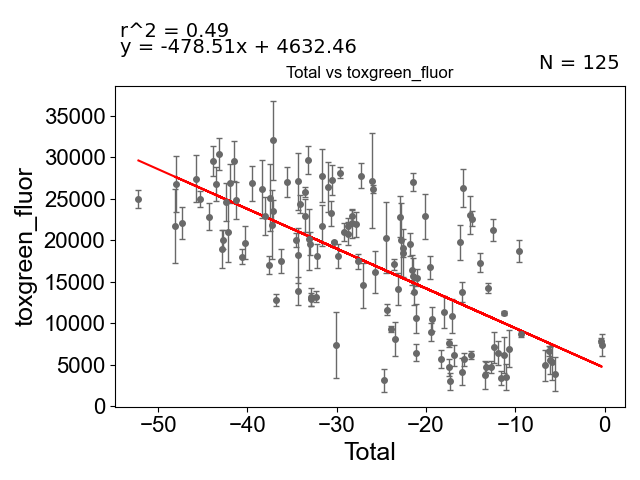 r^2 = 0.49
y = -478.51x + 4632.46
N = 125
Total vs toxgreen_fluor
35000
30000
25000
20000
15000
10000
5000
0
toxgreen_fluor
−50 −40 −30 −20 −10 0
Total